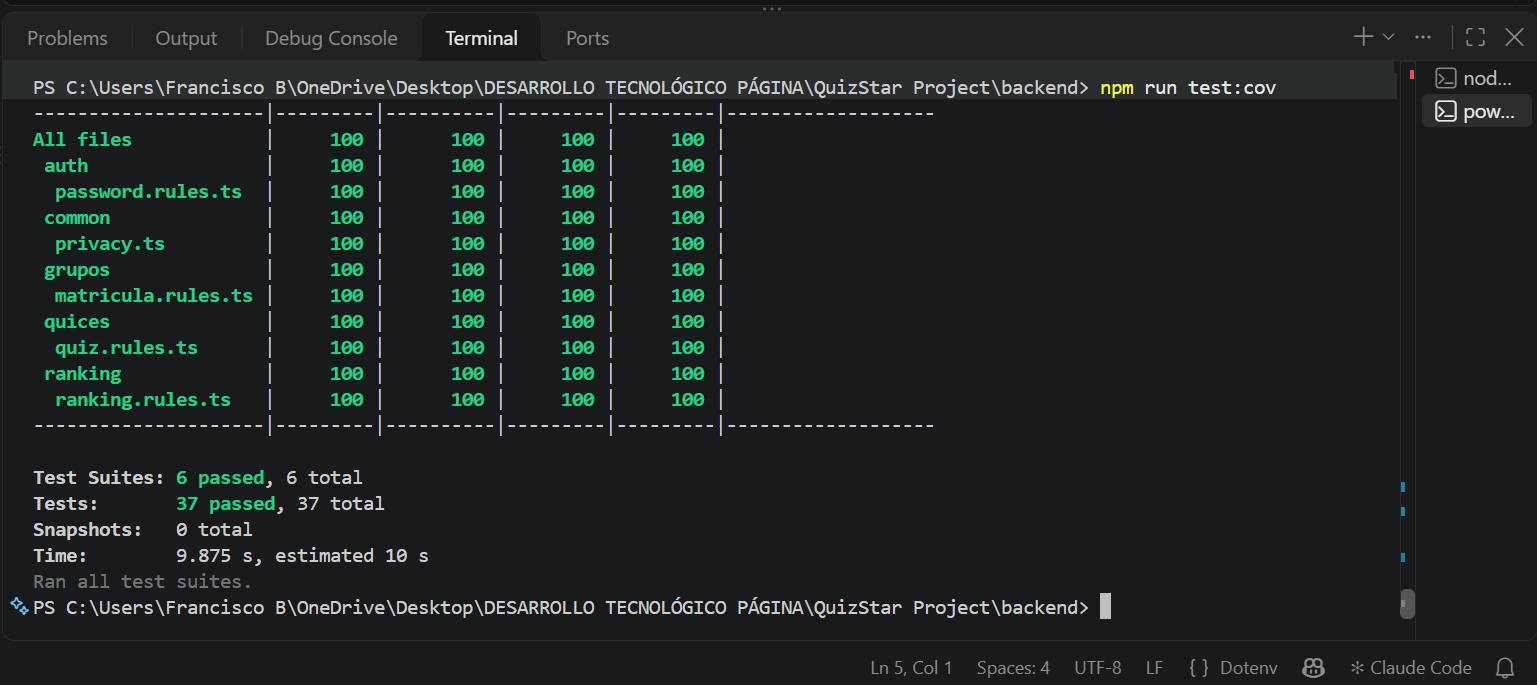 Problems Output Debug Console Terminal Ports
PS C:\Users\Francisco B\OneDrive\Desktop\DESARROLLO TECNOLÓGICO PÁGINA\QuizStar Project\backend> npm run test:cov
nod...
pow...
---------------------|---------|----------|---------|---------|-------------------
All files            |     100 |      100 |     100 |     100 |
 auth                |     100 |      100 |     100 |     100 |
  password.rules.ts  |     100 |      100 |     100 |     100 |
 common              |     100 |      100 |     100 |     100 |
  privacy.ts         |     100 |      100 |     100 |     100 |
 grupos              |     100 |      100 |     100 |     100 |
  matricula.rules.ts |     100 |      100 |     100 |     100 |
 quices              |     100 |      100 |     100 |     100 |
  quiz.rules.ts      |     100 |      100 |     100 |     100 |
 ranking             |     100 |      100 |     100 |     100 |
  ranking.rules.ts   |     100 |      100 |     100 |     100 |
---------------------|---------|----------|---------|---------|-------------------
Test Suites: 6 passed, 6 total
Tests:       37 passed, 37 total
Snapshots:   0 total
Time:        9.875 s, estimated 10 s
Ran all test suites.
PS C:\Users\Francisco B\OneDrive\Desktop\DESARROLLO TECNOLÓGICO PÁGINA\QuizStar Project\backend>
Ln 5, Col 1 Spaces: 4 UTF-8 LF { } Dotenv Claude Code